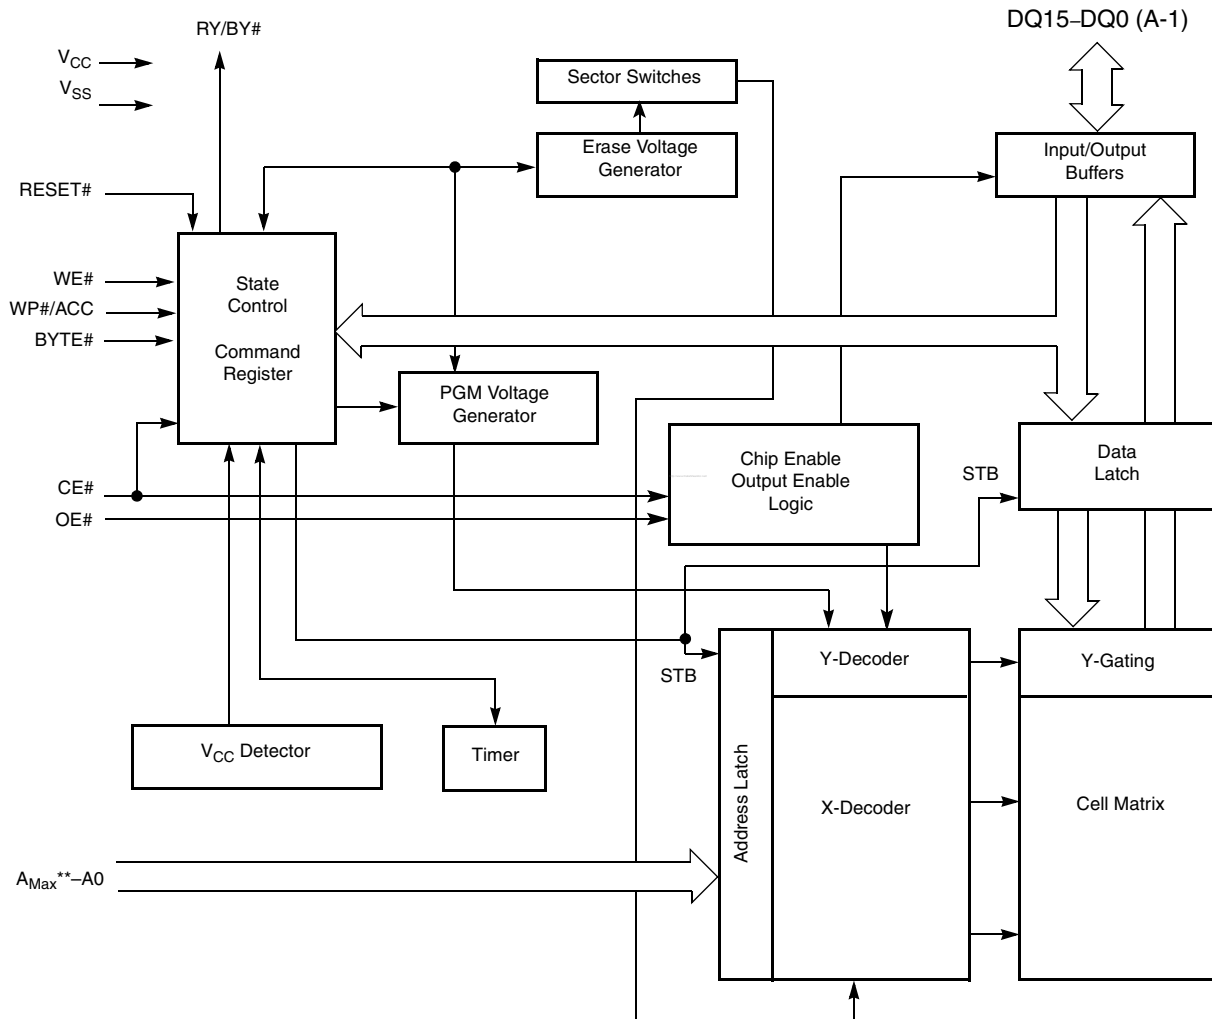 DQ15–DQ0 (A-1)
RY/BY#
VCC
VSS
Sector Switches
Erase Voltage
Generator
Input/Output
Buffers
RESET#
WE#
WP#/ACC
BYTE#
State
Control
Command
Register
PGM Voltage
Generator
Chip Enable
Output Enable
Logic
Data
Latch
STB
CE#
OE#
STB
Y-Decoder
Y-Gating
VCC Detector
Timer
Address Latch
X-Decoder
Cell Matrix
AMax**–A0